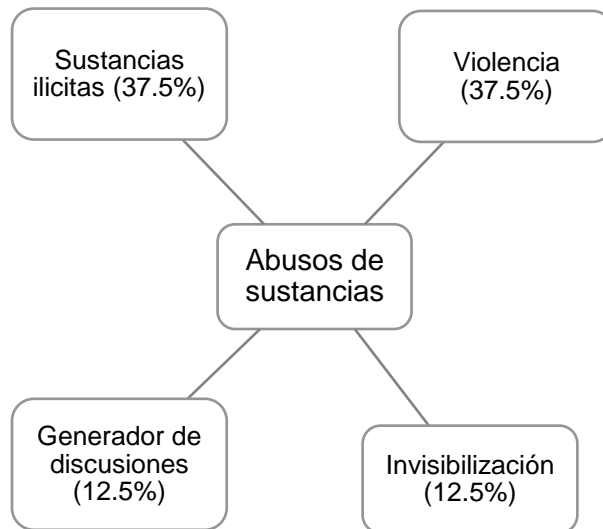 Sustancias
ilicitas (37.5%)
Violencia
(37.5%)
Abusos de
sustancias
Generador de
discusiones
(12.5%)
Invisibilización
(12.5%)